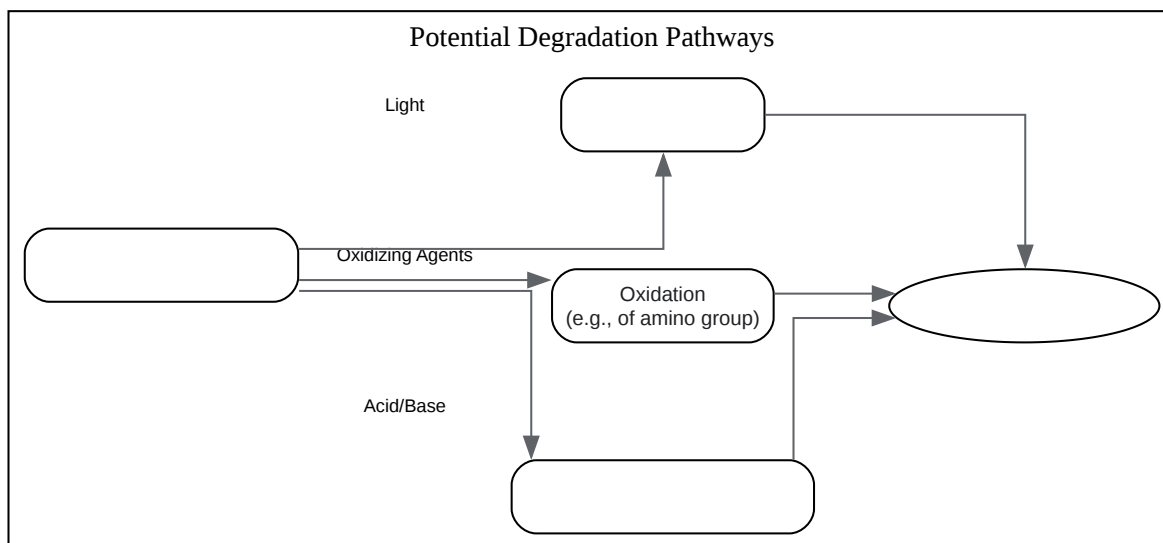 Potential Degradation Pathways
Light
Oxidizing Agents
Oxidation
(e.g., of amino group)
Acid/Base